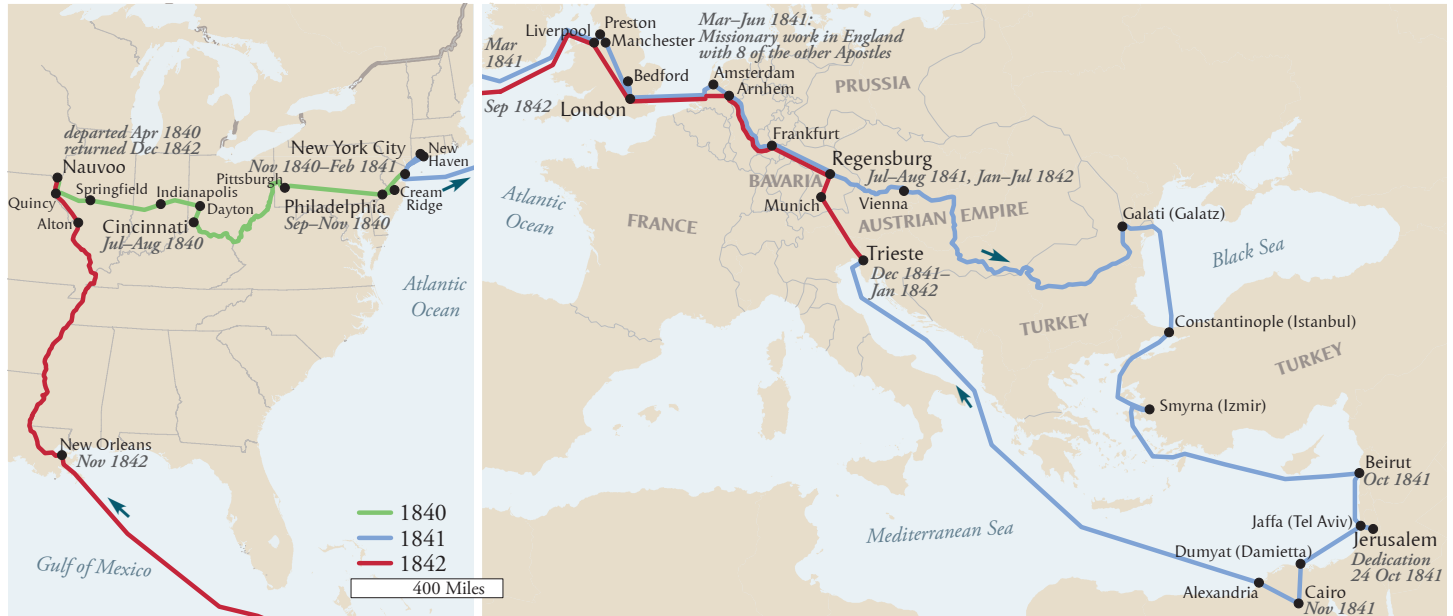 departed Apr 1840
returned Dec 1842
Nauvoo
Quincy
Springfield
Alton
Indianapolis
Dayton
Cincinnati
Jul–Aug 1840
Pittsburgh
New York City
Nov 1840–Feb 1841
New
Haven
Cream
Ridge
Philadelphia
Sep–Nov 1840
Atlantic
Ocean
New Orleans
Nov 1842
Gulf of Mexico
1840
1841
1842
400 Miles
Mar
1841
Sep 1842
Liverpool
Preston
Manchester
Bedford
London
Mar–Jun 1841:
Missionary work in England
with 8 of the other Apostles
Amsterdam
Arnhem
PRUSSIA
Frankfurt
Regensburg
Jul–Aug 1841, Jan–Jul 1842
BAVARIA
Munich
Vienna
AUSTRIAN EMPIRE
Atlantic
Ocean
FRANCE
Trieste
Dec 1841–
Jan 1842
Galati (Galatz)
Black Sea
TURKEY
Constantinople (Istanbul)
TURKEY
Smyrna (Izmir)
Beirut
Oct 1841
Mediterranean Sea
Jaffa (Tel Aviv)
Jerusalem
Dedication
24 Oct 1841
Dumyat (Damietta)
Alexandria
Cairo
Nov 1841